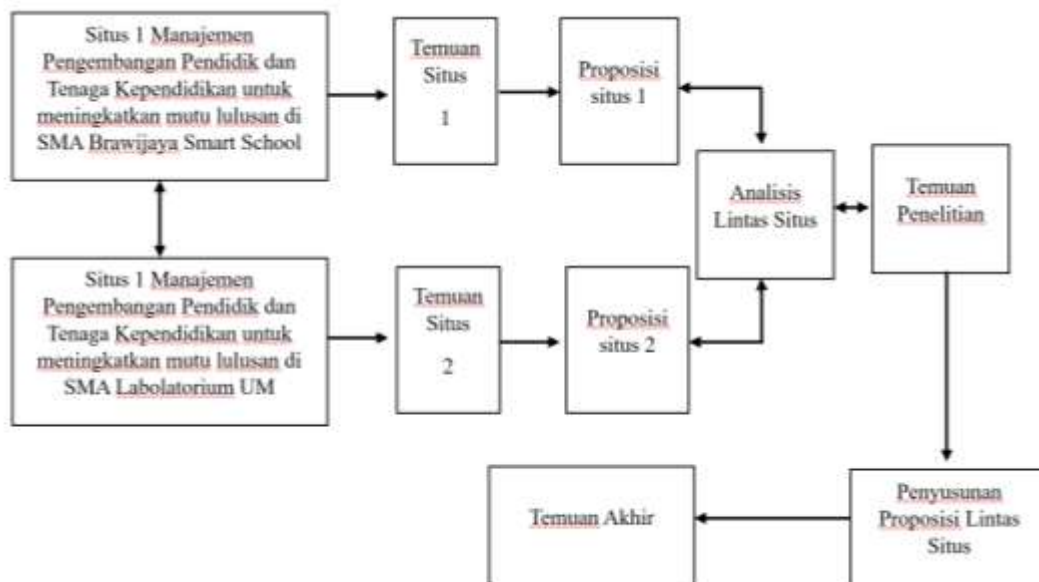 Situs 1 Manajemen
Pengembangan Pendidik dan
Tenaga Kependidikan untuk
meningkatkan mutu lulusan di
SMA Brawijaya Smart School
Temuan
Situs
1
Proposisi
situs 1
Analisis
Lintas Situs
Temuan
Penelitian
Situs 1 Manajemen
Pengembangan Pendidik dan
Tenaga Kependidikan untuk
meningkatkan mutu lulusan di
SMA Labolatorium UM
Temuan
Situs
2
Proposisi
situs 2
Temuan Akhir
Penyusunan
Proposisi Lintas
Situs